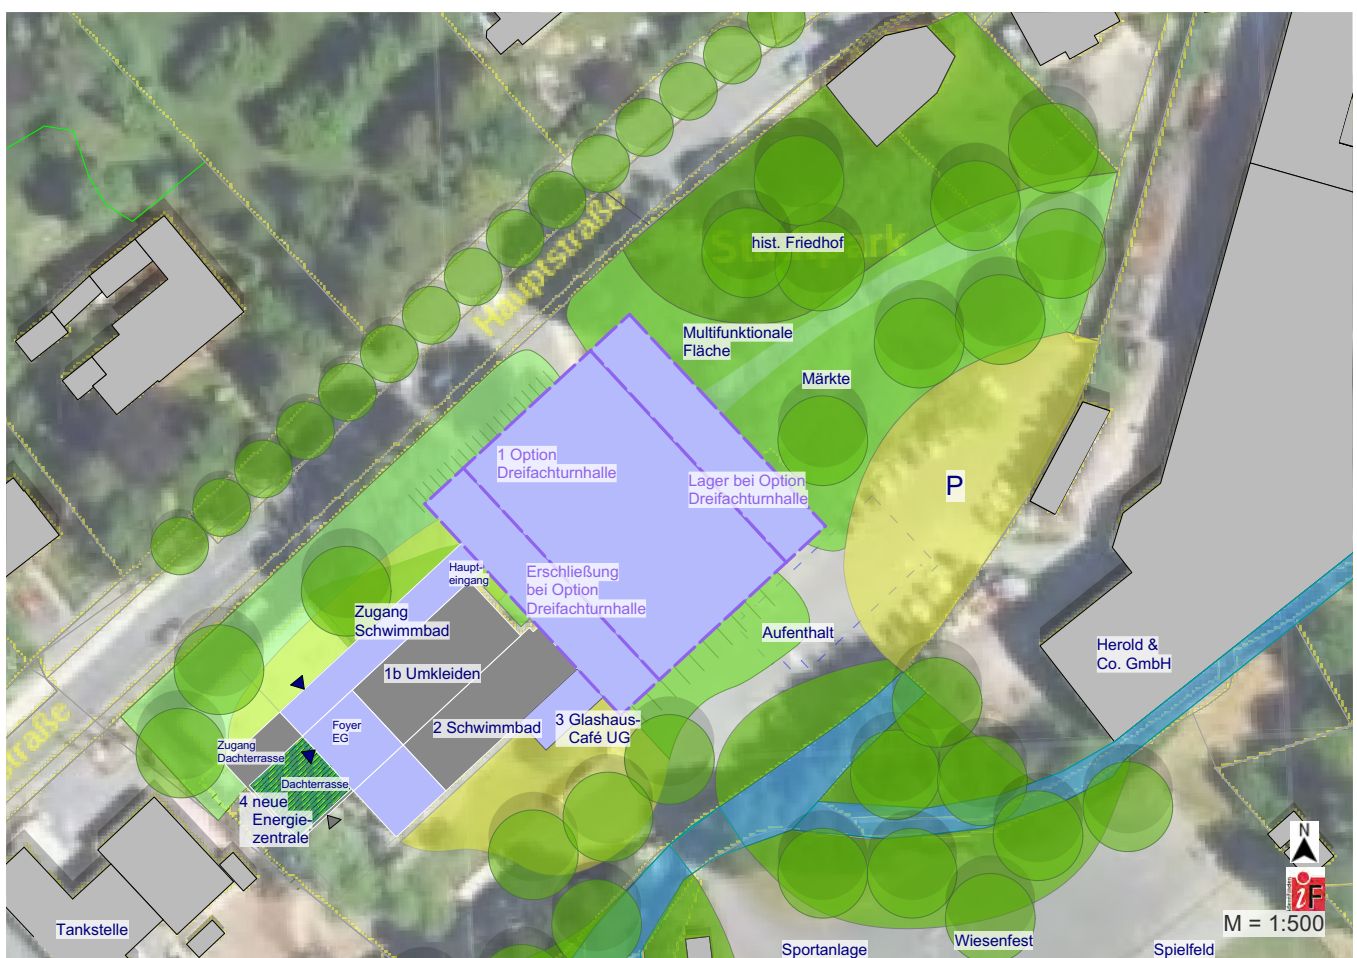 Hauptstraße
hist. Friedhof
Multifunktionale
Fläche
Märkte
1 Option
Dreifachturnhalle
Lager bei Option
Dreifachturnhalle
P
Haupt-
eingang
Erschließung
bei Option
Dreifachturnhalle
Zugang
Schwimmbad
Aufenthalt
Herold &
Co. GmbH
1b Umkleiden
Foyer
EG
2 Schwimmbad
3 Glashaus-
Café UG
Zugang
Dachterrasse
Dachterrasse
4 neue
Energie-
zentrale
straße
Tankstelle
N
iF
M = 1:500
Sportanlage
Wiesenfest
Spielfeld